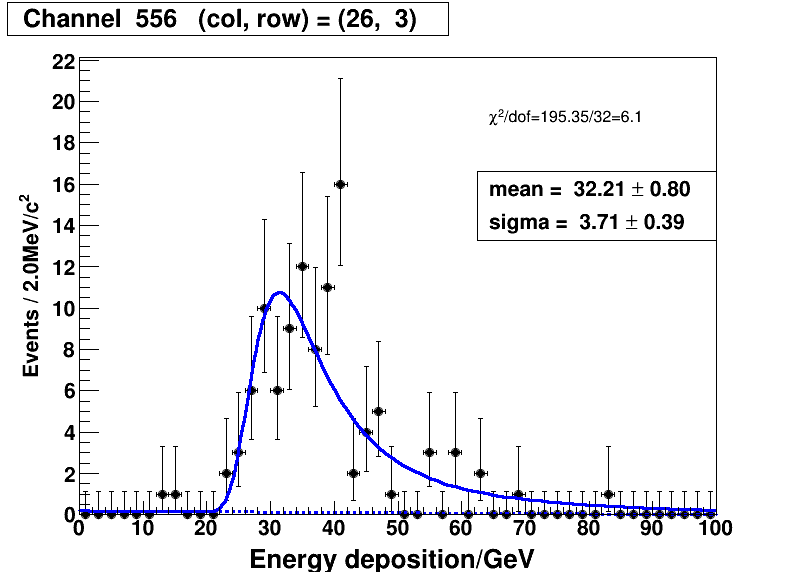 Channel 556 (col, row) = (26, 3)
χ²/dof=195.35/32=6.1
mean = 32.21 ± 0.80
sigma = 3.71 ± 0.39
Events / 2.0MeV/c²
22
20
18
16
14
12
10
8
6
4
2
0
0 10 20 30 40 50 60 70 80 90 100
Energy deposition/GeV